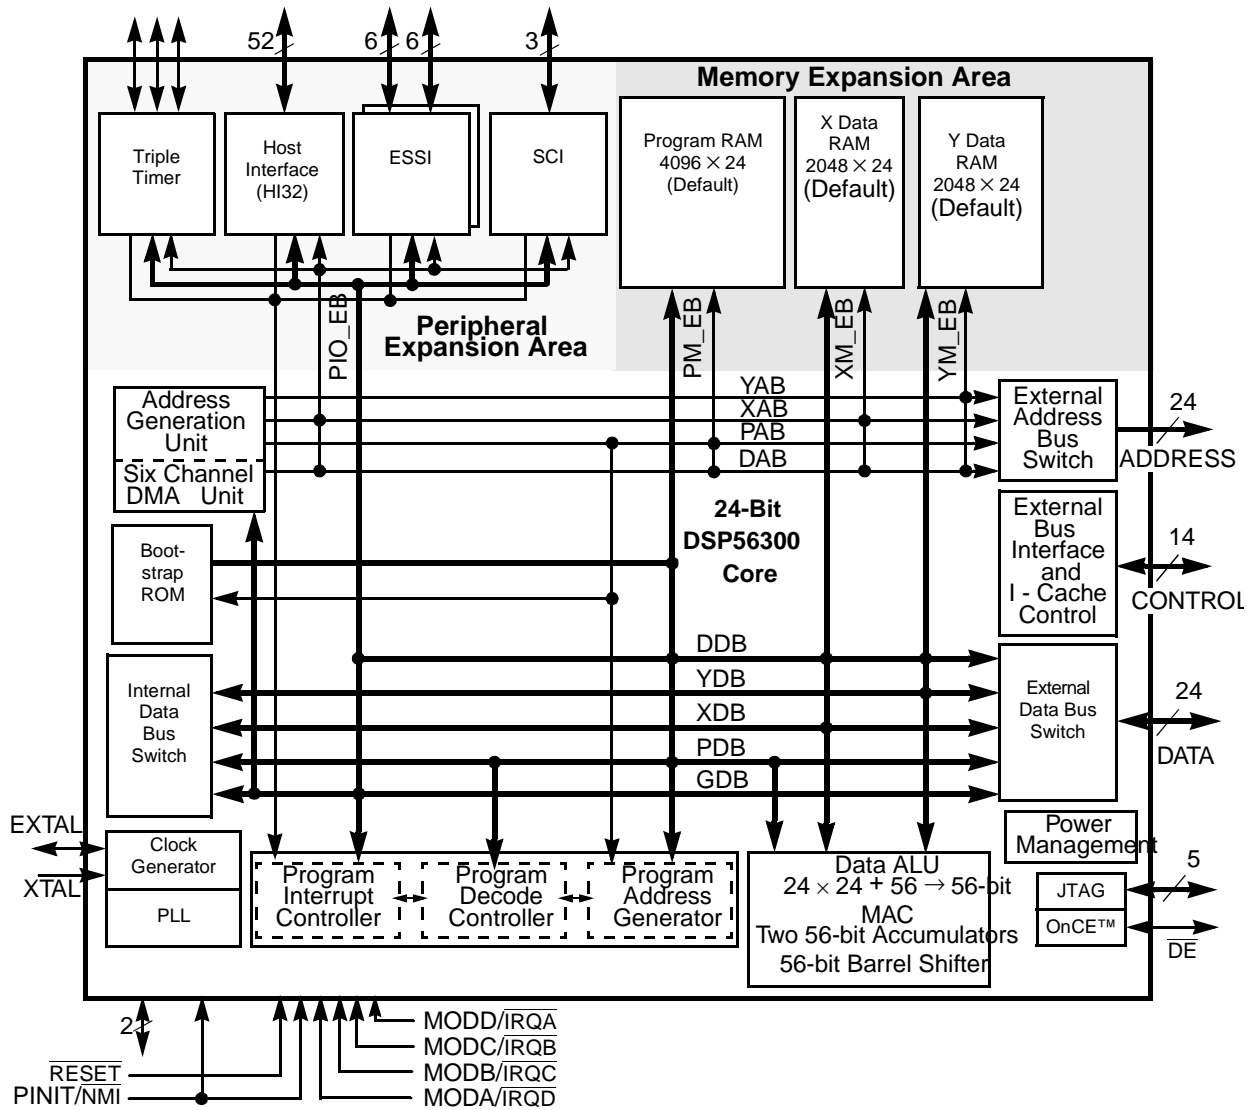 52
6
6
3
Memory Expansion Area
Triple
Timer
Host
Interface
(HI32)
ESSI
SCI
Program RAM
4096 × 24
(Default)
X Data
RAM
2048 × 24
(Default)
Y Data
RAM
2048 × 24
(Default)
PIO_EB
Peripheral
Expansion Area
PM_EB
XM_EB
YM_EB
Address
Generation
Unit
Six Channel
DMA Unit
YAB
XAB
PAB
DAB
External
Address
Bus
Switch
24
ADDRESS
24-Bit
DSP56300
Core
Boot-
strap
ROM
External
Bus
Interface
and
I - Cache
Control
14
CONTROL
DDB
YDB
XDB
PDB
GDB
Internal
Data
Bus
Switch
External
Data Bus
Switch
24
DATA
EXTAL
XTAL
Clock
Generator
PLL
Program
Interrupt
Controller
Program
Decode
Controller
Program
Address
Generator
Data ALU
24 × 24 + 56 → 56-bit
MAC
Two 56-bit Accumulators
56-bit Barrel Shifter
Power
Management
JTAG
OnCE™
5
DE
2
RESET
PINIT/NMI
MODD/IRQA
MODC/IRQB
MODB/IRQC
MODA/IRQD